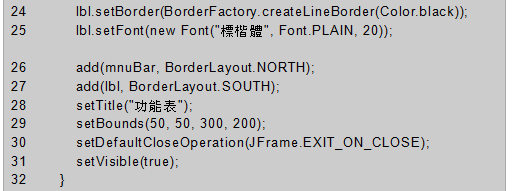 24 lbl.setBorder(BorderFactory.createLineBorder(Color.black));
25 lbl.setFont(new Font("標楷體", Font.PLAIN, 20));
26 add(mnuBar, BorderLayout.NORTH);
27 add(lbl, BorderLayout.SOUTH);
28 setTitle("功能表");
29 setBounds(50, 50, 300, 200);
30 setDefaultCloseOperation(JFrame.EXIT_ON_CLOSE);
31 setVisible(true);
32 }